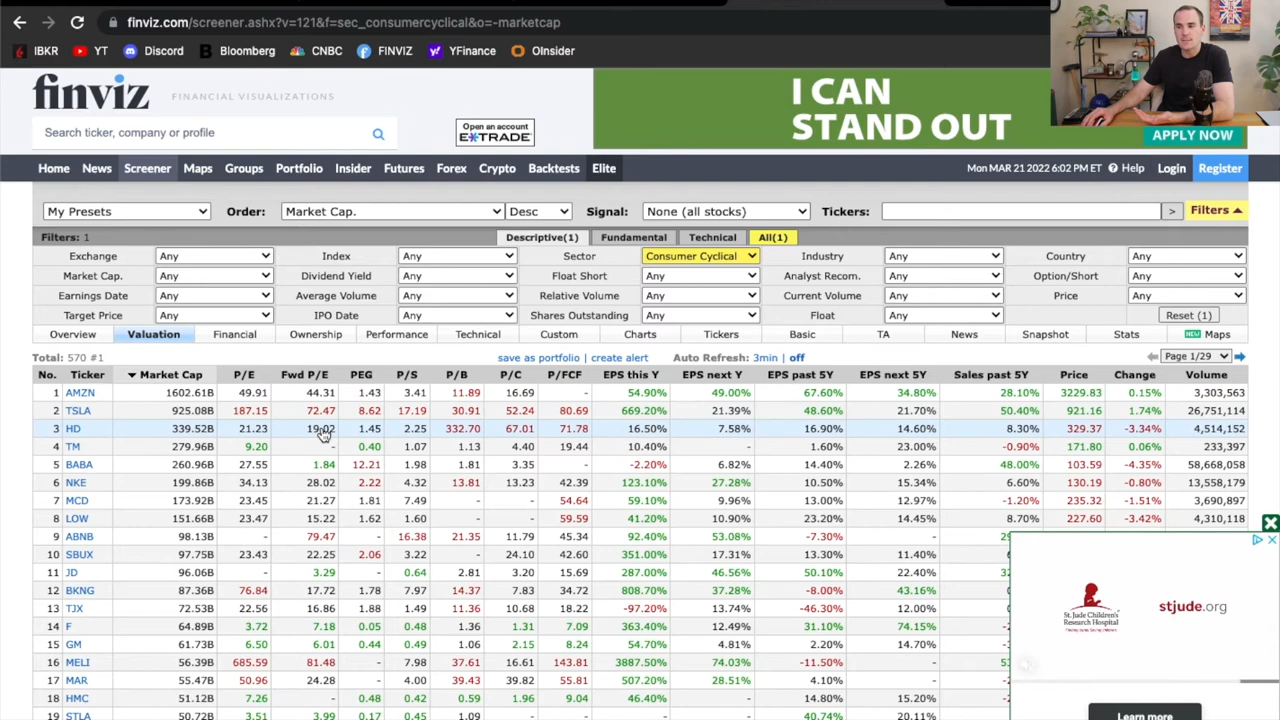 finviz.com/screener.ashx?v=121&f=sec_consumercyclical&o=-marketcap
IBKR YT Discord Bloomberg CNBC FINVIZ YFinance OInsider
finviz FINANCIAL VISUALIZATIONS
I CAN
STAND OUT
APPLY NOW
Search ticker, company or profile
Open an account
E*TRADE
Home News Screener Maps Groups Portfolio Insider Futures Forex Crypto Backtests Elite Mon MAR 21 2022 6:02 PM ET Help Login Register
My Presets Order: Market Cap. Desc Signal: None (all stocks) Tickers: > Filters
Filters: 1 Descriptive(1) Fundamental Technical All(1)
Exchange Any Index Any Sector Consumer Cyclical Industry Any Country Any
Market Cap. Any Dividend Yield Any Float Short Any Analyst Recom. Any Option/Short Any
Earnings Date Any Average Volume Any Relative Volume Any Current Volume Any Price Any
Target Price Any IPO Date Any Shares Outstanding Any Float Any Reset (1)
Overview Valuation Financial Ownership Performance Technical Custom Charts Tickers Basic TA News Snapshot Stats NEW Maps
Total: 570 #1 save as portfolio | create alert Auto Refresh: 3min | off Page 1/29
No. Ticker Market Cap P/E Fwd P/E PEG P/S P/B P/C P/FCF EPS this Y EPS next Y EPS past 5Y EPS next 5Y Sales past 5Y Price Change Volume
1 AMZN 1602.61B 49.91 44.31 1.43 3.41 11.89 16.69 - 54.90% 49.00% 67.60% 34.80% 28.10% 3229.83 0.15% 3,303,563
2 TSLA 925.08B 187.15 72.47 8.62 17.19 30.91 52.24 80.69 669.20% 21.39% 48.60% 21.70% 50.40% 921.16 1.74% 26,751,114
3 HD 339.52B 21.23 19.02 1.45 2.25 332.70 67.01 71.78 16.50% 7.58% 16.90% 14.60% 8.30% 329.37 -3.34% 4,514,152
4 TM 279.96B 9.20 - 0.40 1.07 1.13 4.40 19.44 10.40% - 1.60% 23.00% -0.90% 171.80 0.06% 233,397
5 BABA 260.96B 27.55 1.84 12.21 1.98 1.81 3.35 - -2.20% 6.82% 14.40% 2.26% 48.00% 103.59 -4.35% 58,668,058
6 NKE 199.86B 34.13 28.02 2.22 4.32 13.81 13.23 42.39 123.10% 27.28% 10.50% 15.34% 6.60% 130.19 -0.80% 13,558,179
7 MCD 173.92B 23.45 21.27 1.81 7.49 - - 54.64 59.10% 9.96% 13.00% 12.97% -1.20% 235.32 -1.51% 3,690,897
8 LOW 151.66B 23.47 15.22 1.62 1.60 - - 59.59 41.20% 10.90% 23.20% 14.45% 8.70% 227.60 -3.42% 4,310,118
9 ABNB 98.13B - 79.47 - 16.38 21.35 11.79 45.34 92.40% 53.08% -7.30% -
10 SBUX 97.75B 23.43 22.25 2.06 3.22 - 24.10 42.60 351.00% 17.31% 13.30% 11.40%
11 JD 96.06B - 3.29 - 0.64 2.81 3.20 15.69 287.00% 46.56% 50.10% 22.40%
12 BKNG 87.36B 76.84 17.72 1.78 7.97 14.37 7.83 34.72 808.70% 37.28% -8.00% 43.16%
13 TJX 72.53B 22.56 16.86 1.88 1.49 11.36 10.68 18.22 -97.20% 13.74% -46.30% 12.00%
14 F 64.89B 3.72 7.18 0.48 1.36 1.31 7.09 363.40% 12.49% 31.10% 74.15%
15 GM 61.73B 6.50 6.01 0.44 0.49 1.06 2.15 8.14 54.70% 4.81% 2.20% 14.70%
16 MELI 56.39B 685.59 81.48 - 7.98 37.61 16.61 143.81 3887.50% 74.03% -11.50% -
17 MAR 55.47B 50.96 24.28 - 4.00 39.43 39.82 55.81 507.20% 28.51% 4.10% -
18 HMC 51.12B 7.26 - 0.48 0.42 0.59 1.96 9.04 46.40% - 14.80% 15.20%
19 STLA 50.72B 3.51 3.99 0.17 0.45 1.09 - - - - 40.74% 20.11%
St. Jude Children's
Research Hospital
stjude.org
Learn more